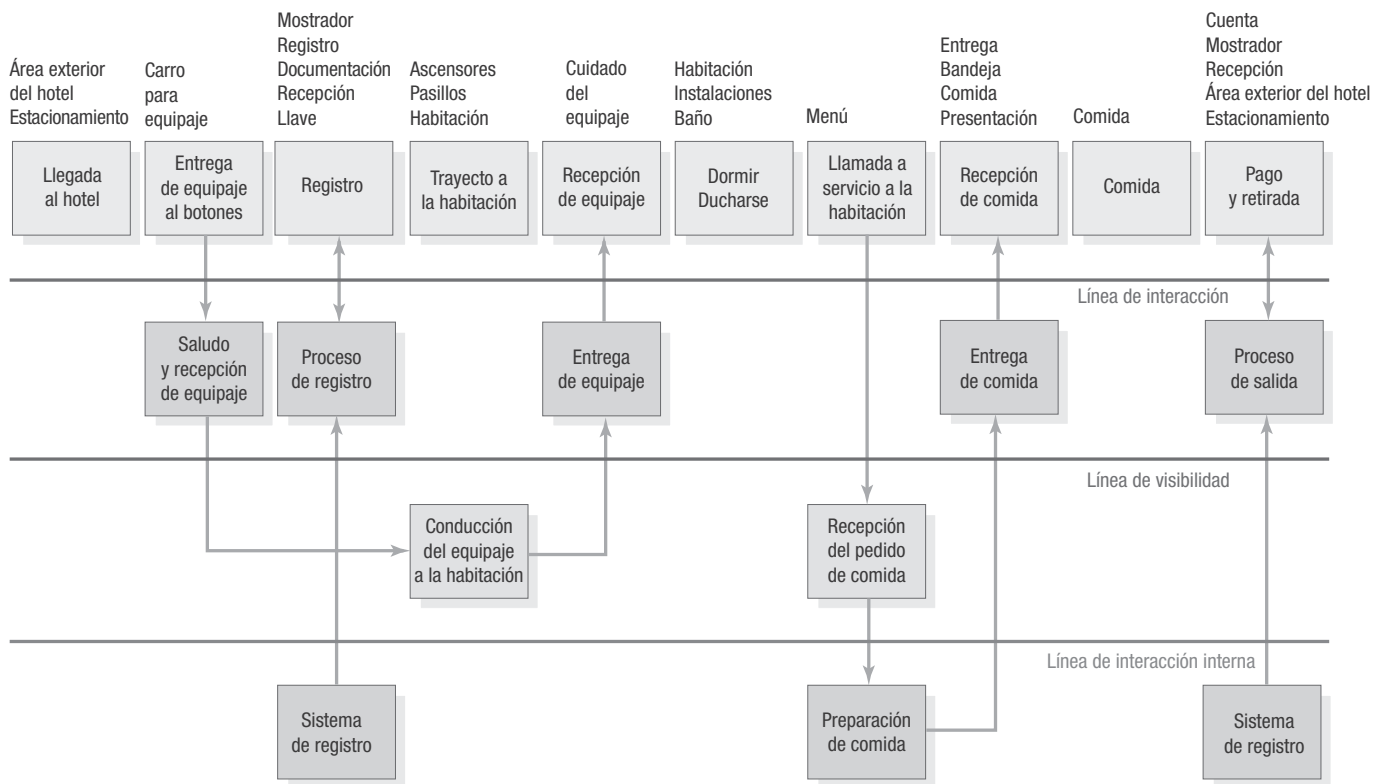 Área exterior
del hotel
Estacionamiento
Carro
para
equipaje
Mostrador
Registro
Documentación
Recepción
Llave
Ascensores
Pasillos
Habitación
Cuidado
del
equipaje
Habitación
Instalaciones
Baño
Menú
Entrega
Bandeja
Comida
Presentación
Comida
Cuenta
Mostrador
Recepción
Área exterior del hotel
Estacionamiento
Llegada
al hotel
Entrega
de equipaje
al botones
Registro
Trayecto a
la habitación
Recepción
de equipaje
Dormir
Ducharse
Llamada a
servicio a la
habitación
Recepción
de comida
Comida
Pago
y retirada
Línea de interacción
Saludo
y recepción
de equipaje
Proceso
de registro
Entrega
de equipaje
Entrega
de comida
Proceso
de salida
Línea de visibilidad
Conducción
del equipaje
a la habitación
Recepción
del pedido
de comida
Línea de interacción interna
Sistema
de registro
Preparación
de comida
Sistema
de registro